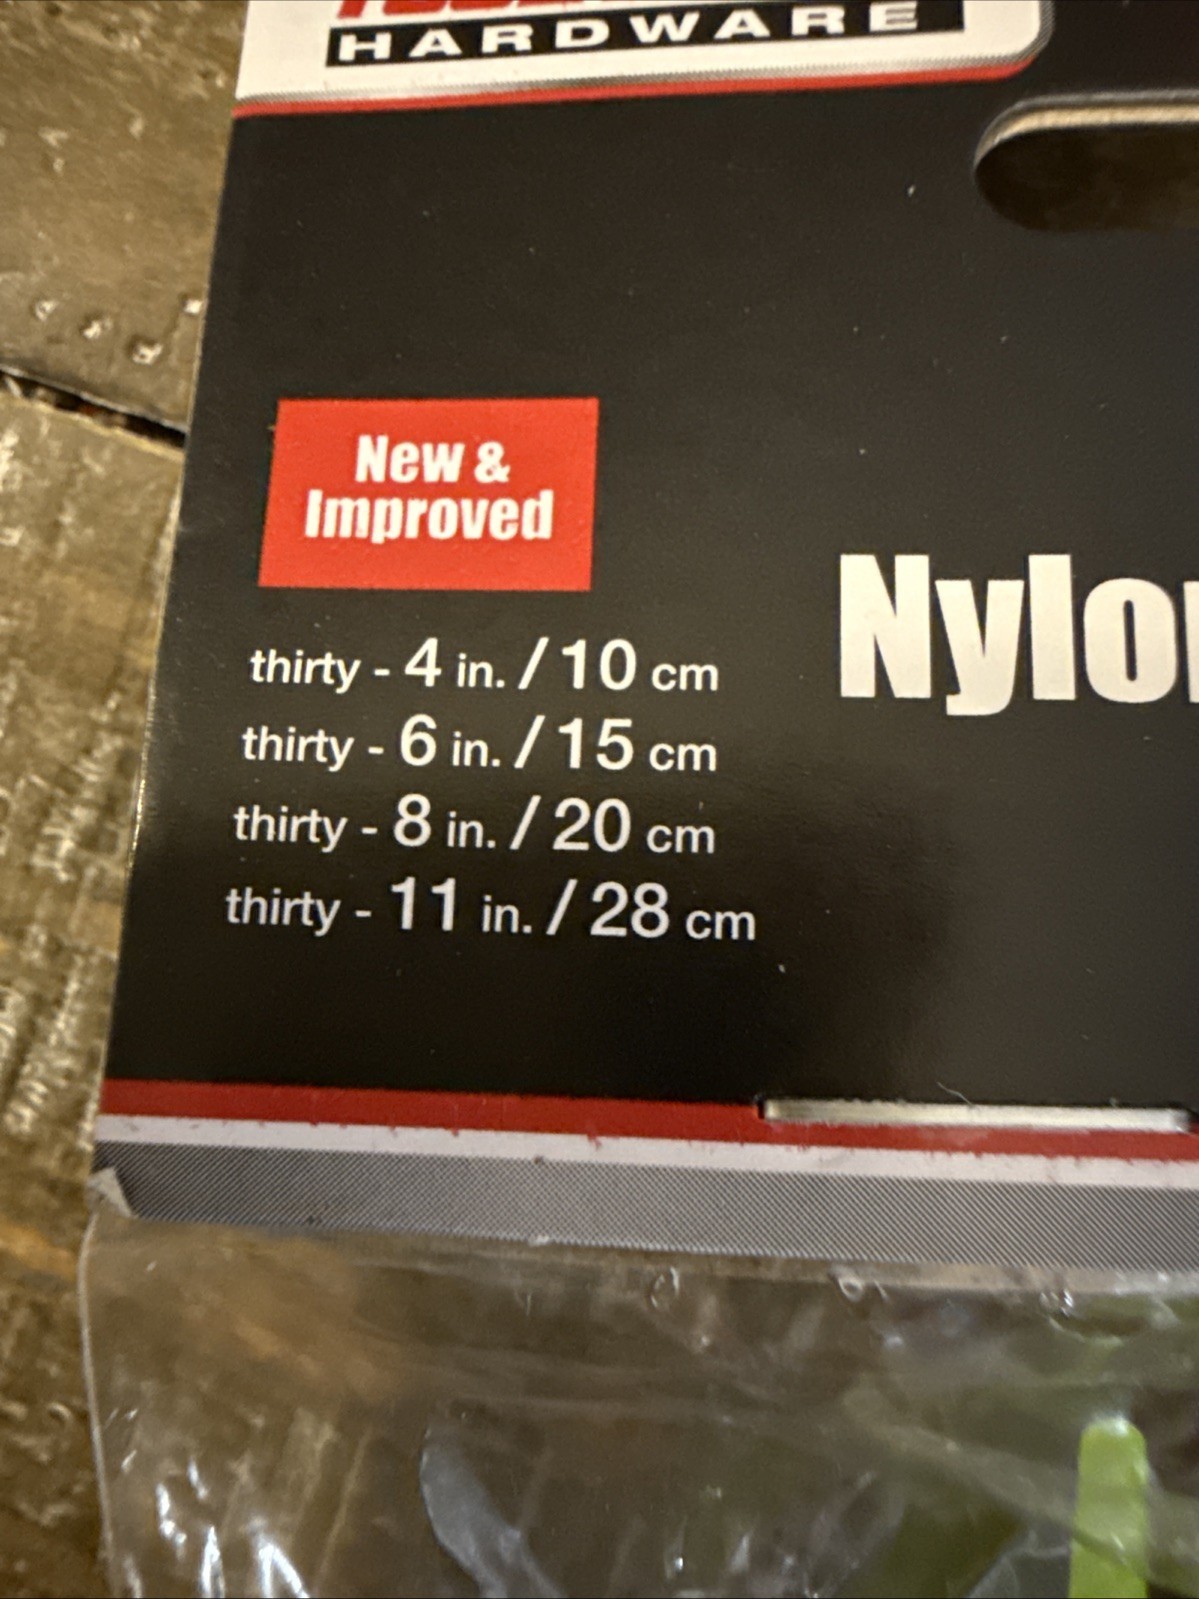 HARDWARE
New &
Improved
Nylo
thirty - 4 in. / 10 cm
thirty - 6 in. / 15 cm
thirty - 8 in. / 20 cm
thirty - 11 in. / 28 cm